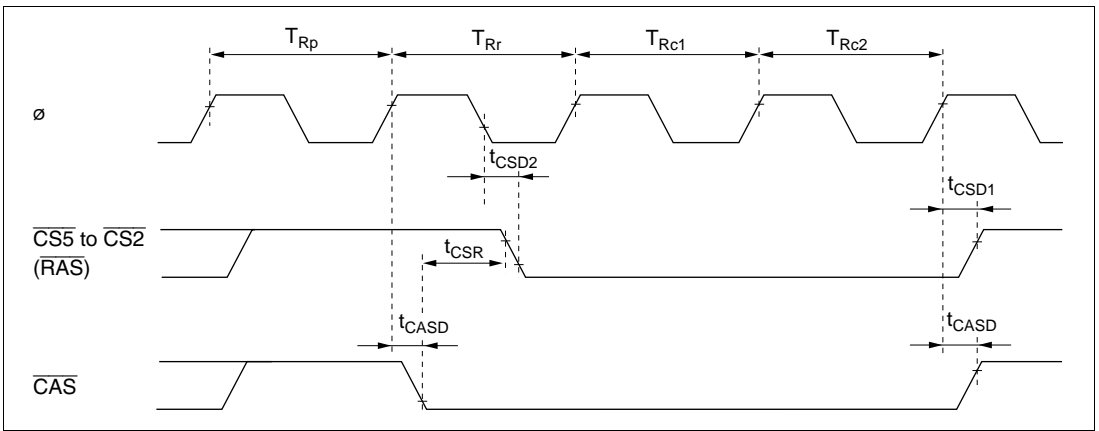 TRp TRr TRc1 TRc2
ø
tCSD2
tCSD1
CS5 to CS2
(RAS)
tCSR
tCASD tCASD
CAS